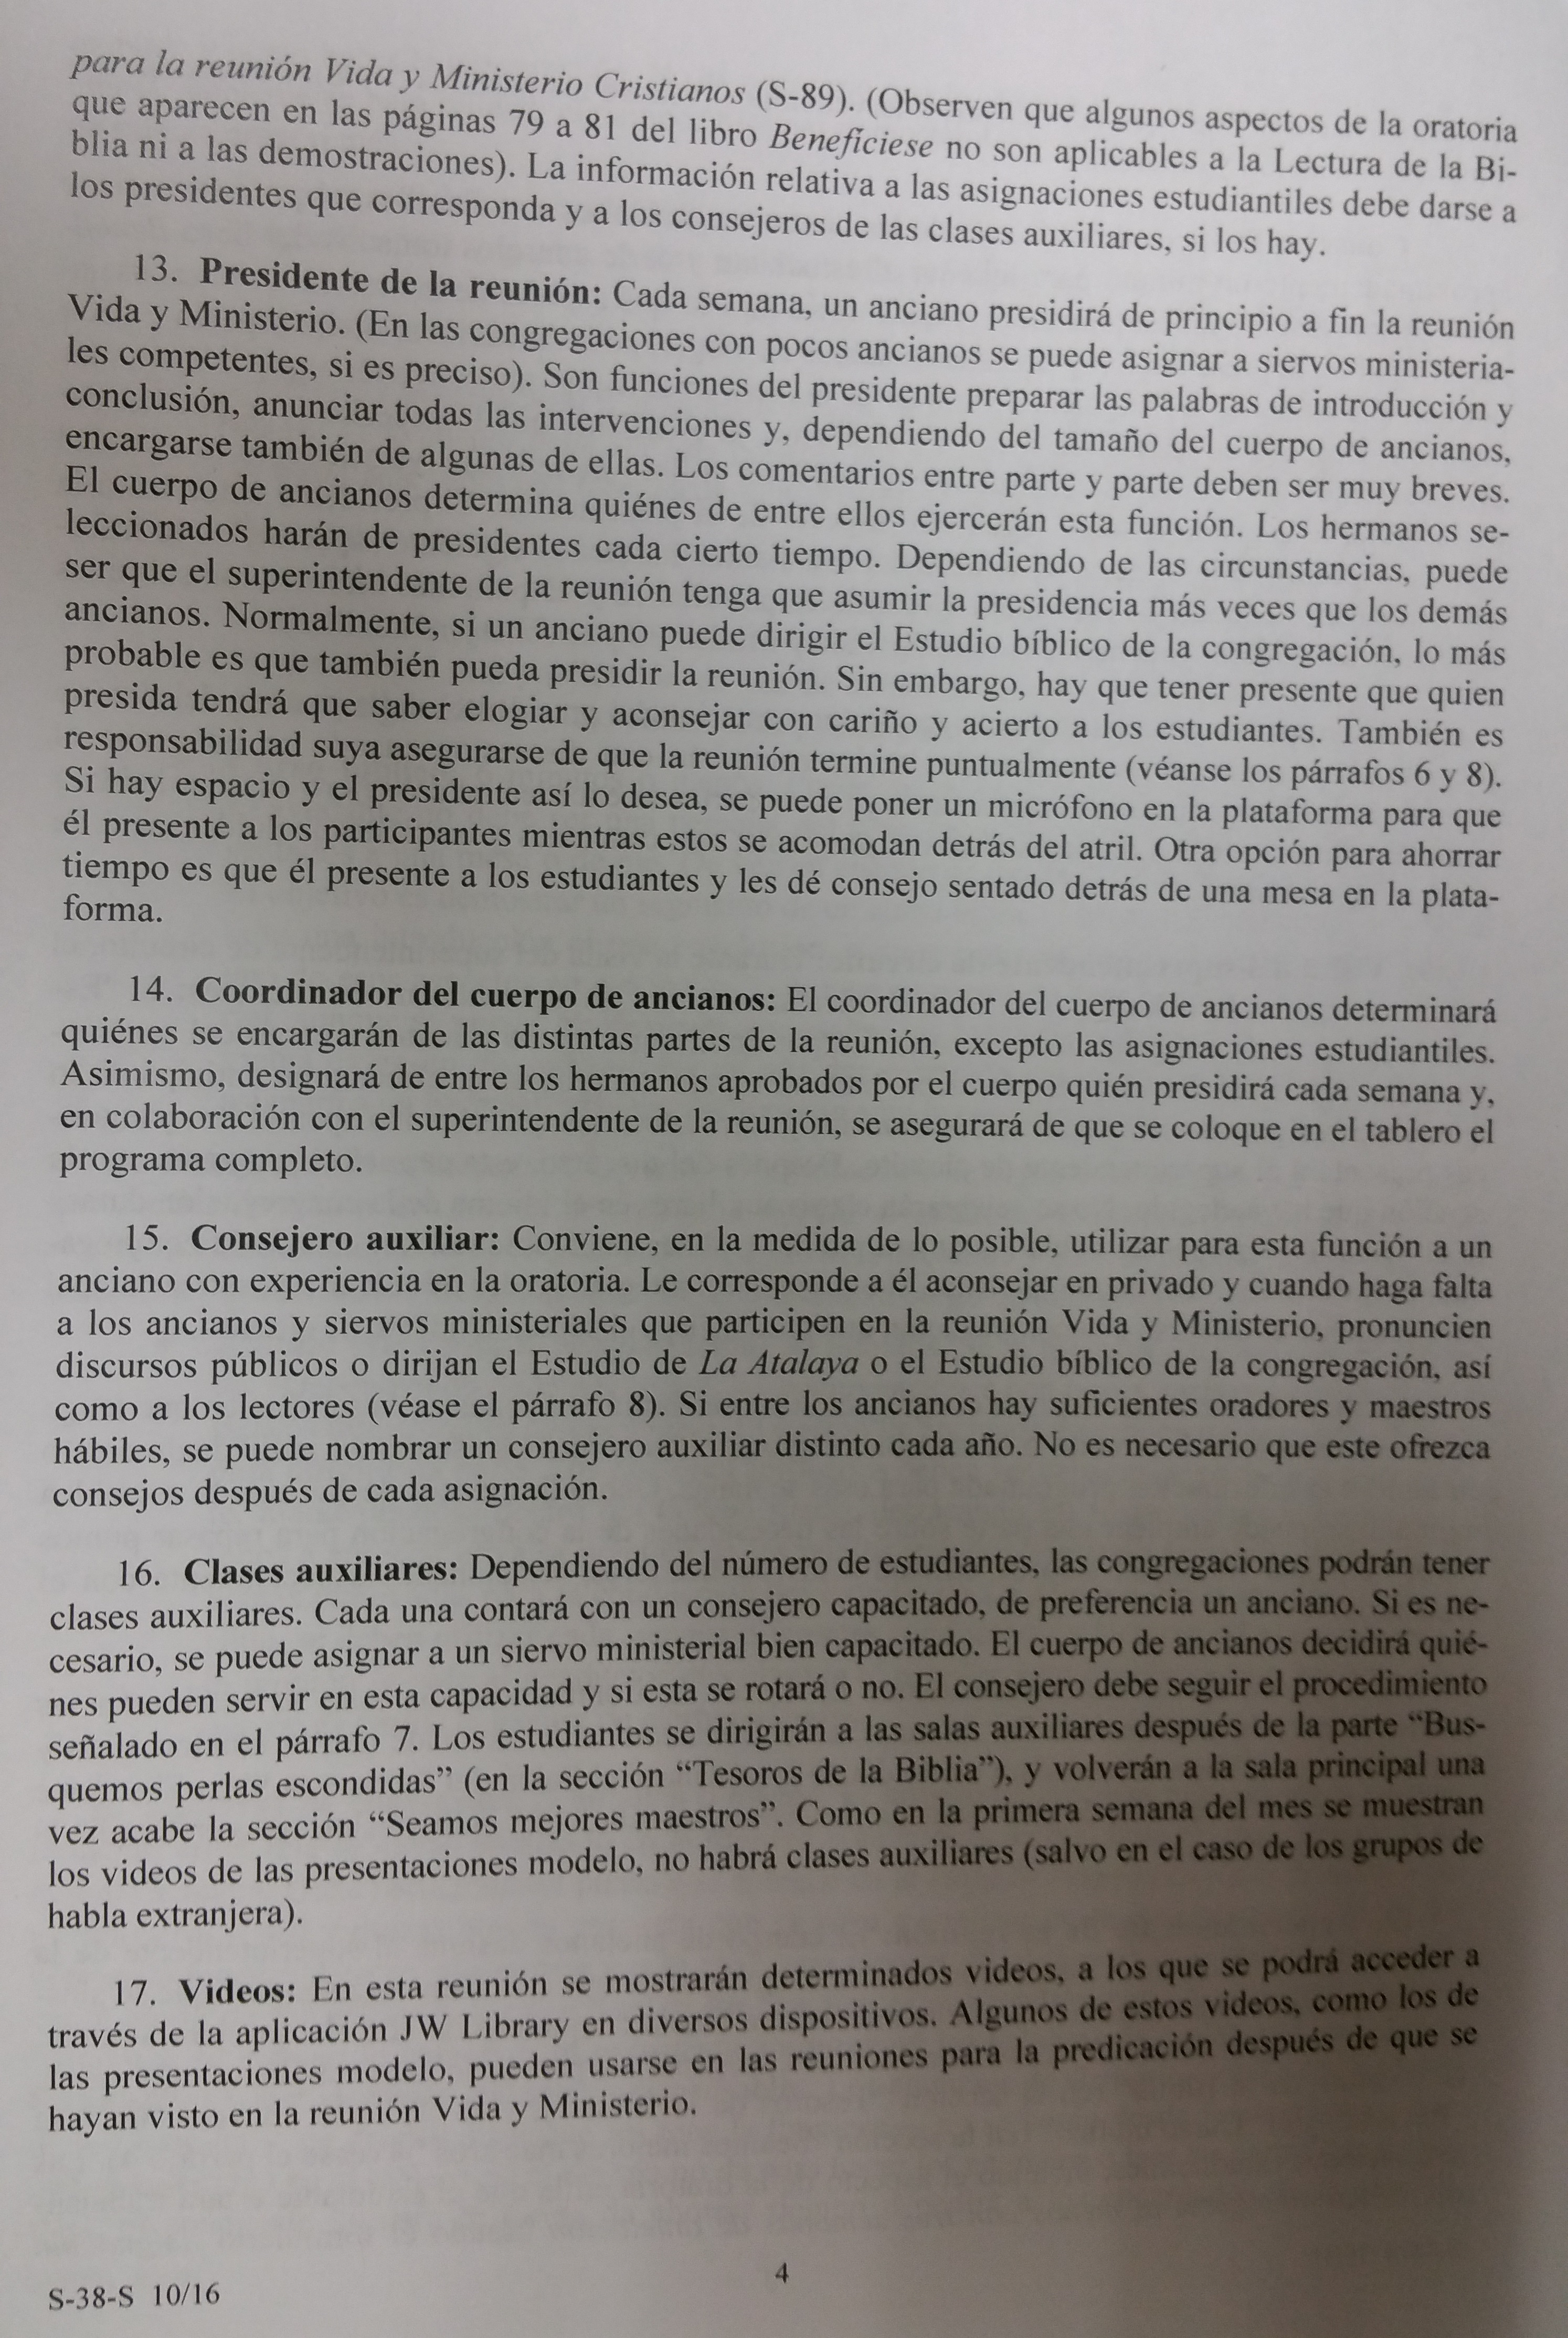 para la reunión Vida y Ministerio Cristianos (S-89). (Observen que algunos aspectos de la oratoria
que aparecen en las páginas 79 a 81 del libro Benefíciese no son aplicables a la Lectura de la Bi-
blia ni a las demostraciones). La información relativa a las asignaciones estudiantiles debe darse a
los presidentes que corresponda y a los consejeros de las clases auxiliares, si los hay.
13. Presidente de la reunión: Cada semana, un anciano presidirá de principio a fin la reunión
Vida y Ministerio. (En las congregaciones con pocos ancianos se puede asignar a siervos ministeria-
les competentes, si es preciso). Son funciones del presidente preparar las palabras de introducción y
conclusión, anunciar todas las intervenciones y, dependiendo del tamaño del cuerpo de ancianos,
encargarse también de algunas de ellas. Los comentarios entre parte y parte deben ser muy breves.
El cuerpo de ancianos determina quiénes de entre ellos ejercerán esta función. Los hermanos se-
leccionados harán de presidentes cada cierto tiempo. Dependiendo de las circunstancias, puede
ser que el superintendente de la reunión tenga que asumir la presidencia más veces que los demás
ancianos. Normalmente, si un anciano puede dirigir el Estudio bíblico de la congregación, lo más
probable es que también pueda presidir la reunión. Sin embargo, hay que tener presente que quien
presida tendrá que saber elogiar y aconsejar con cariño y acierto a los estudiantes. También es
responsabilidad suya asegurarse de que la reunión termine puntualmente (véanse los párrafos 6 y 8).
Si hay espacio y el presidente así lo desea, se puede poner un micrófono en la plataforma para que
él presente a los participantes mientras estos se acomodan detrás del atril. Otra opción para ahorrar
tiempo es que él presente a los estudiantes y les dé consejo sentado detrás de una mesa en la plata-
forma.
14. Coordinador del cuerpo de ancianos: El coordinador del cuerpo de ancianos determinará
quiénes se encargarán de las distintas partes de la reunión, excepto las asignaciones estudiantiles.
Asimismo, designará de entre los hermanos aprobados por el cuerpo quién presidirá cada semana y,
en colaboración con el superintendente de la reunión, se asegurará de que se coloque en el tablero el
programa completo.
15. Consejero auxiliar: Conviene, en la medida de lo posible, utilizar para esta función a un
anciano con experiencia en la oratoria. Le corresponde a él aconsejar en privado y cuando haga falta
a los ancianos y siervos ministeriales que participen en la reunión Vida y Ministerio, pronuncien
discursos públicos o dirijan el Estudio de La Atalaya o el Estudio bíblico de la congregación, así
como a los lectores (véase el párrafo 8). Si entre los ancianos hay suficientes oradores y maestros
hábiles, se puede nombrar un consejero auxiliar distinto cada año. No es necesario que este ofrezca
consejos después de cada asignación.
16. Clases auxiliares: Dependiendo del número de estudiantes, las congregaciones podrán tener
clases auxiliares. Cada una contará con un consejero capacitado, de preferencia un anciano. Si es ne-
cesario, se puede asignar a un siervo ministerial bien capacitado. El cuerpo de ancianos decidirá quié-
nes pueden servir en esta capacidad y si esta se rotará o no. El consejero debe seguir el procedimiento
señalado en el párrafo 7. Los estudiantes se dirigirán a las salas auxiliares después de la parte “Bus-
quemos perlas escondidas” (en la sección “Tesoros de la Biblia”), y volverán a la sala principal una
vez acabe la sección “Seamos mejores maestros”. Como en la primera semana del mes se muestran
los videos de las presentaciones modelo, no habrá clases auxiliares (salvo en el caso de los grupos de
habla extranjera).
17. Videos: En esta reunión se mostrarán determinados videos, a los que se podrá acceder a
través de la aplicación JW Library en diversos dispositivos. Algunos de estos videos, como los de
las presentaciones modelo, pueden usarse en las reuniones para la predicación después de que se
hayan visto en la reunión Vida y Ministerio.
4
S-38-S 10/16